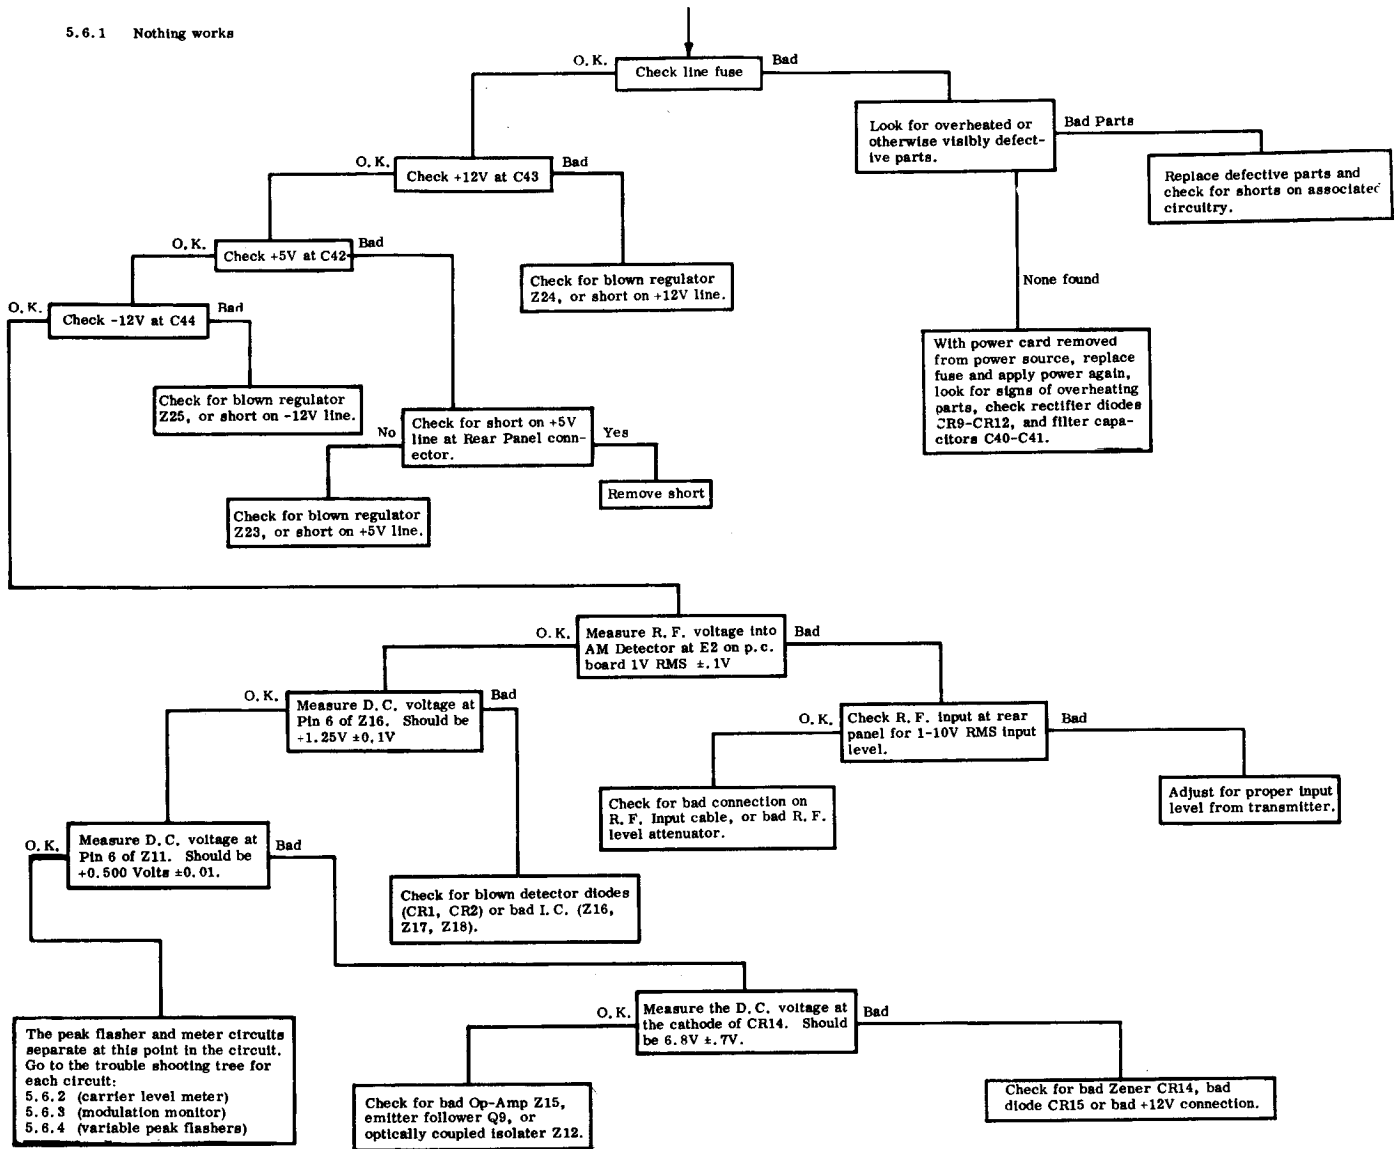 5.6.1 Nothing works
O.K.
Check line fuse
Bad
Look for overheated or
otherwise visibly defect-
ive parts.
Bad Parts
Replace defective parts and
check for shorts on associated
circuitry.
None found
With power card removed
from power source, replace
fuse and apply power again,
look for signs of overheating
parts, check rectifier diodes
CR9-CR12, and filter capa-
citors C40-C41.
O.K.
Check +12V at C43
Bad
Check for blown regulator
Z24, or short on +12V line.
O.K.
Check +5V at C42
Bad
O.K.
Check -12V at C44
Bad
Check for blown regulator
Z25, or short on -12V line.
No
Check for short on +5V
line at Rear Panel conn-
ector.
Yes
Remove short
Check for blown regulator
Z23, or short on +5V line.
O.K.
Measure R.F. voltage into
AM Detector at E2 on p.c.
board 1V RMS ±.1V
Bad
O.K.
Measure D.C. voltage at
Pin 6 of Z16. Should be
+1.25V ±0.1V
Bad
O.K.
Check R.F. input at rear
panel for 1-10V RMS input
level.
Bad
Check for bad connection on
R.F. Input cable, or bad R.F.
level attenuator.
Adjust for proper input
level from transmitter.
O.K.
Measure D.C. voltage at
Pin 6 of Z11. Should be
+0.500 Volts ±0.01.
Bad
Check for blown detector diodes
(CR1, CR2) or bad I.C. (Z16,
Z17, Z18).
O.K.
Measure the D.C. voltage at
the cathode of CR14. Should
be 6.8V ±.7V.
Bad
The peak flasher and meter circuits
separate at this point in the circuit.
Go to the trouble shooting tree for
each circuit:
5.6.2 (carrier level meter)
5.6.3 (modulation monitor)
5.6.4 (variable peak flashers)
Check for bad Op-Amp Z15,
emitter follower Q9, or
optically coupled isolater Z12.
Check for bad Zener CR14, bad
diode CR15 or bad +12V connection.